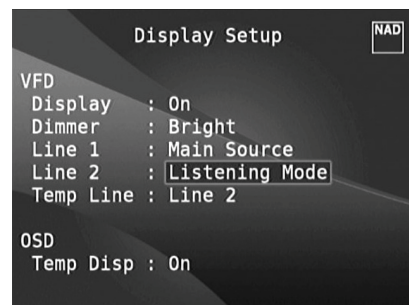 Display Setup
NAD
VFD
Display : On
Dimmer : Bright
Line 1 : Main Source
Line 2 : Listening Mode
Temp Line : Line 2
OSD
Temp Disp : On